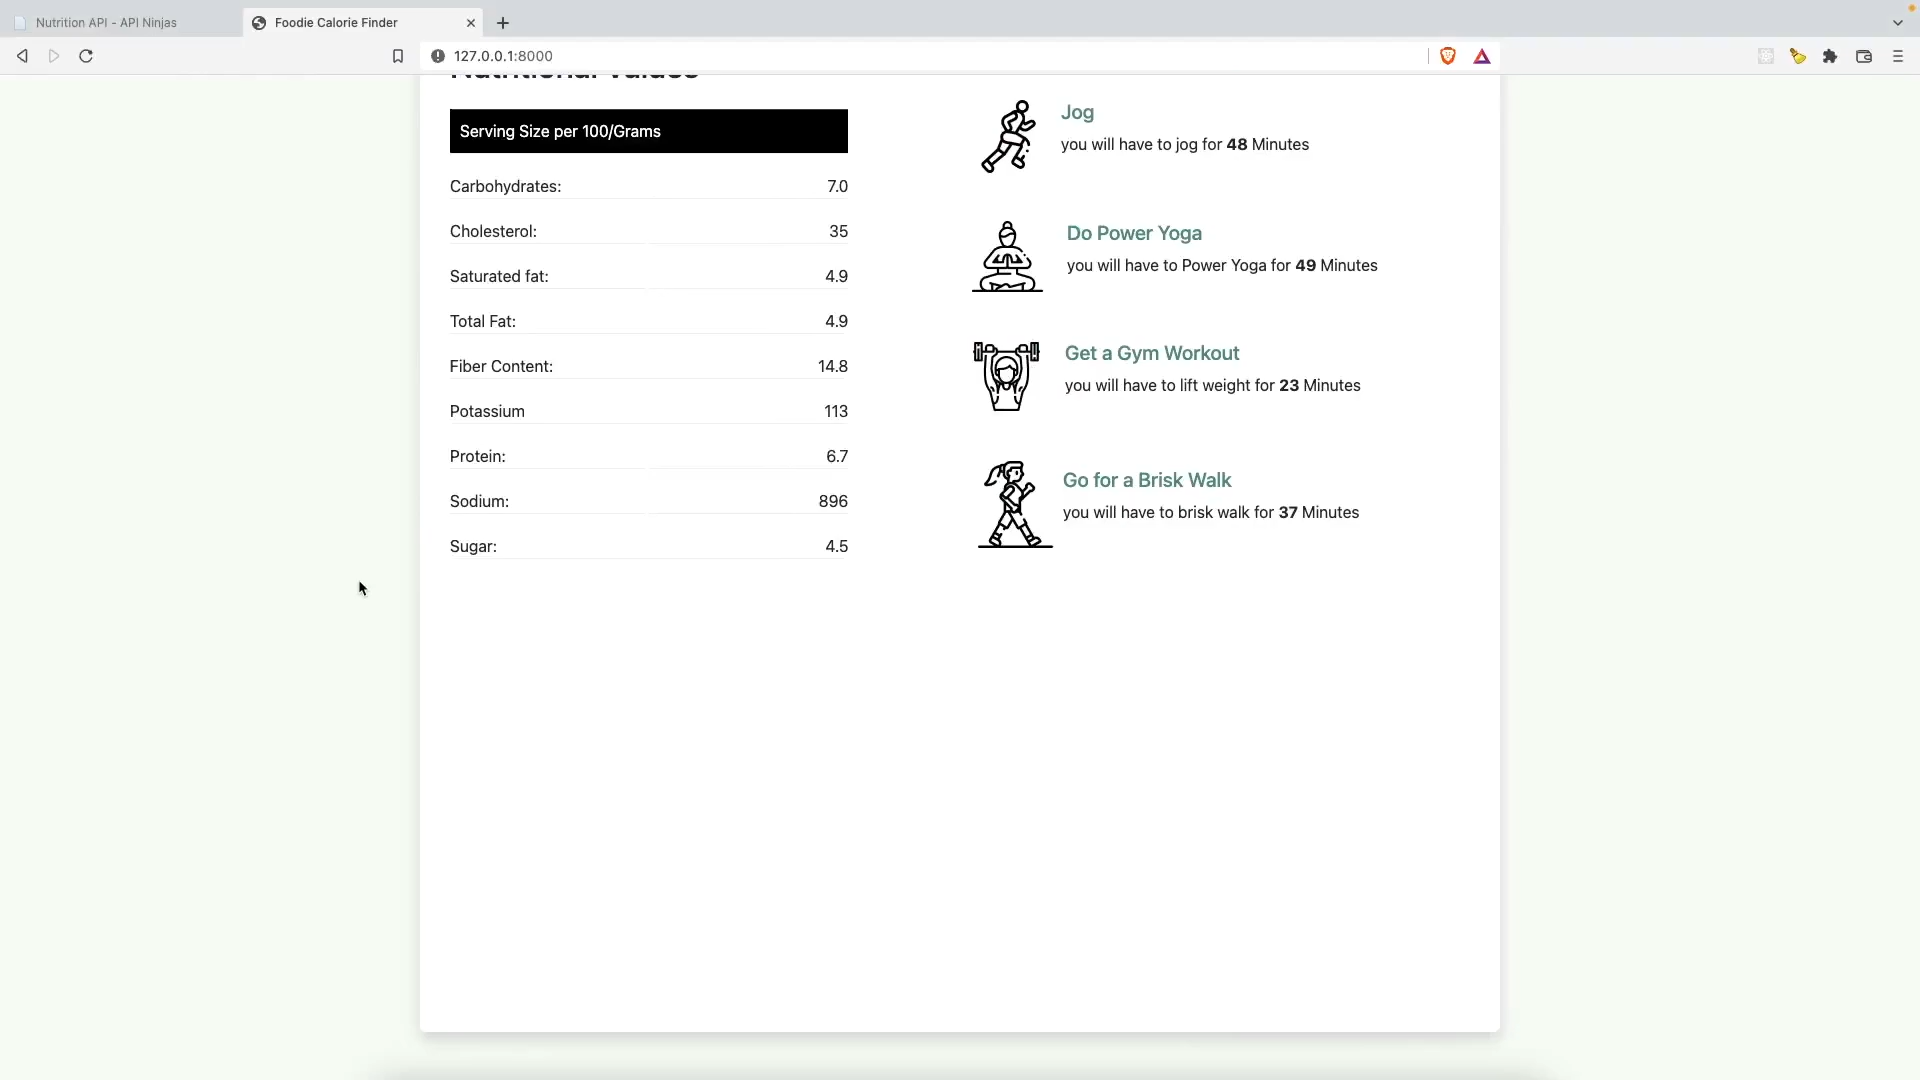 Nutrition API - API Ninjas
Foodie Calorie Finder
127.0.0.1:8000
Nutritional Values
Serving Size per 100/Grams
Carbohydrates: 7.0
Cholesterol: 35
Saturated fat: 4.9
Total Fat: 4.9
Fiber Content: 14.8
Potassium 113
Protein: 6.7
Sodium: 896
Sugar: 4.5
Jog
you will have to jog for 48 Minutes
Do Power Yoga
you will have to Power Yoga for 49 Minutes
Get a Gym Workout
you will have to lift weight for 23 Minutes
Go for a Brisk Walk
you will have to brisk walk for 37 Minutes